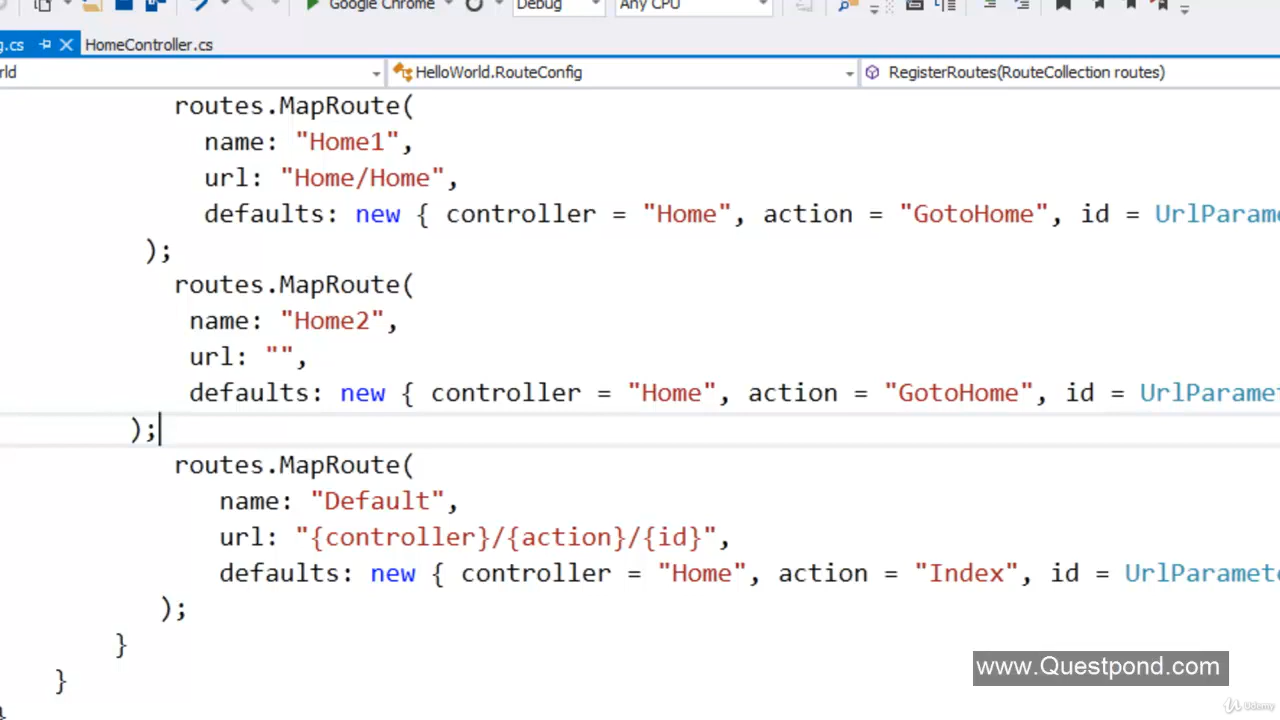 Google Chrome Debug Any CPU
g.cs HomeController.cs
rld HelloWorld.RouteConfig RegisterRoutes(RouteCollection routes)
routes.MapRoute(
name: "Home1",
url: "Home/Home",
defaults: new { controller = "Home", action = "GotoHome", id = UrlParame
);
routes.MapRoute(
name: "Home2",
url: "",
defaults: new { controller = "Home", action = "GotoHome", id = UrlParamet
);
routes.MapRoute(
name: "Default",
url: "{controller}/{action}/{id}",
defaults: new { controller = "Home", action = "Index", id = UrlParamete
);
}
}
}
www.Questpond.com
Udemy